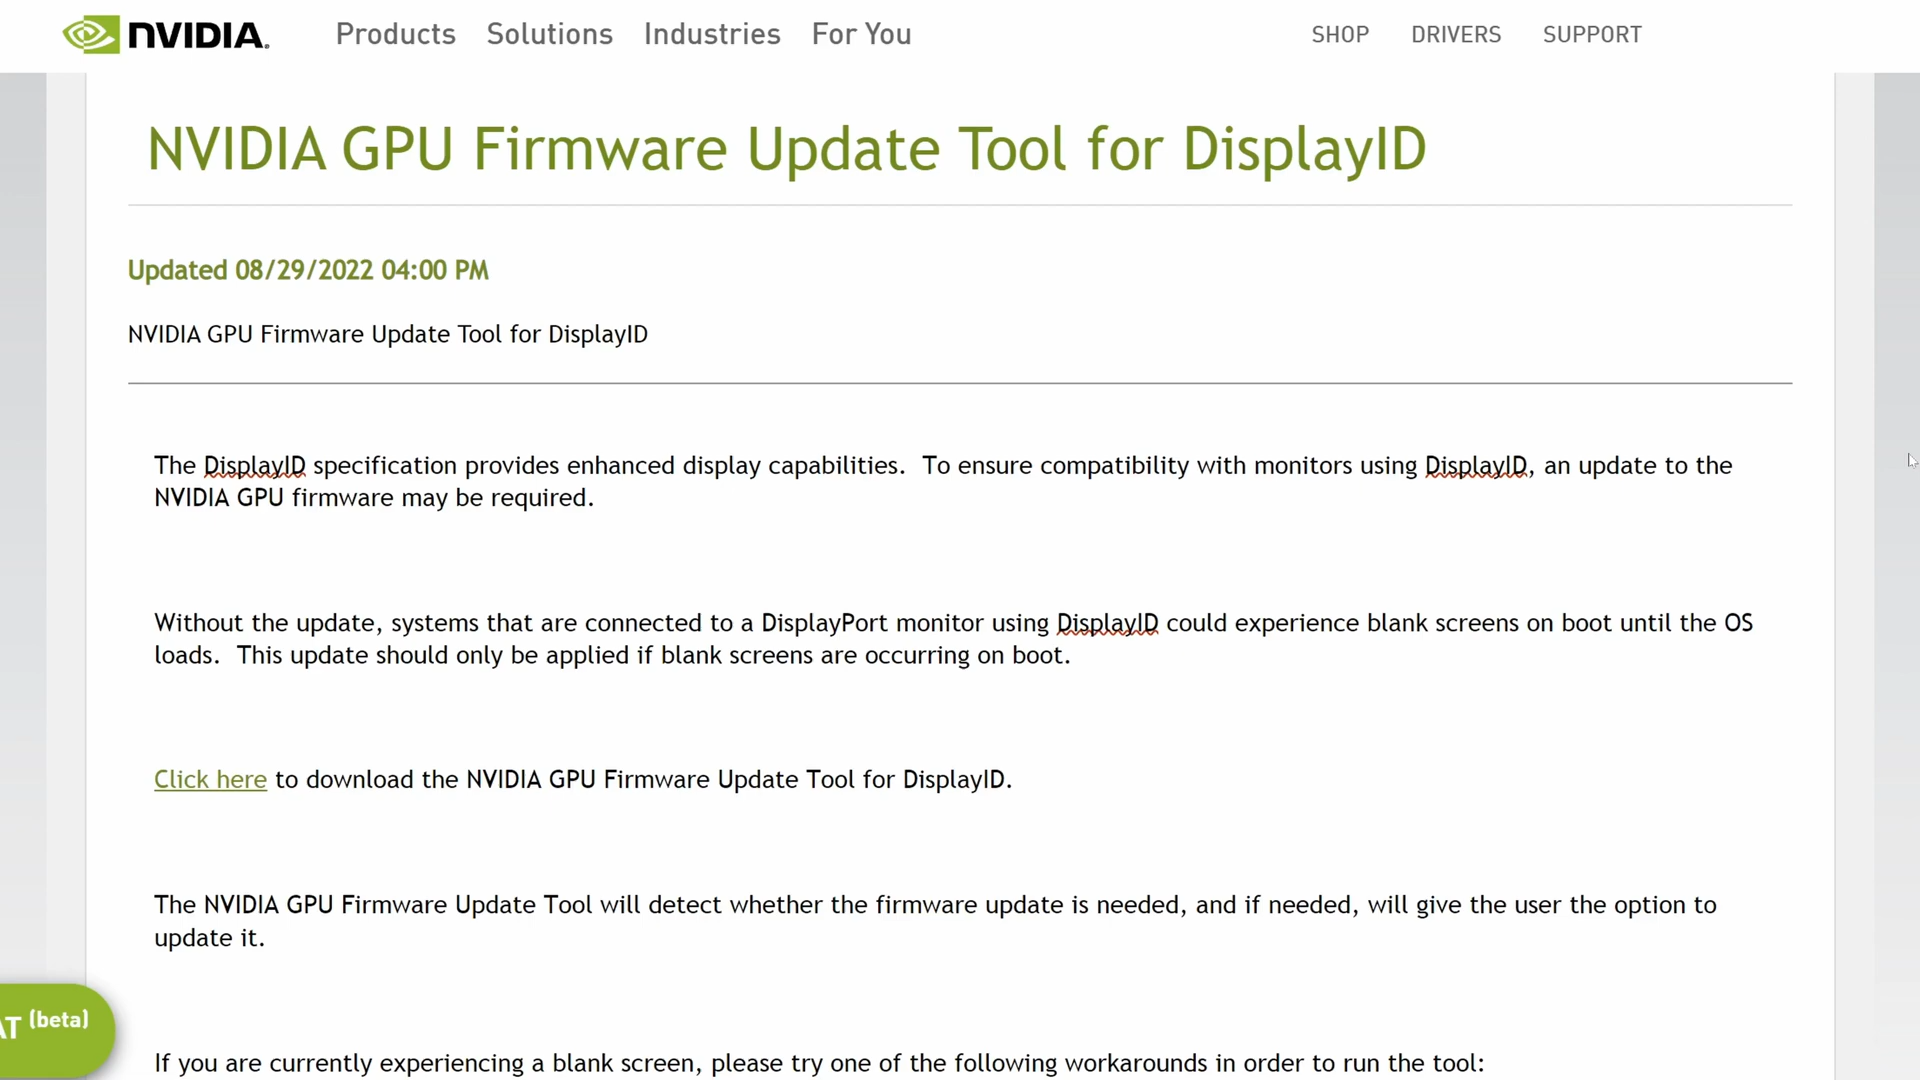 NVIDIA. Products Solutions Industries For You SHOP DRIVERS SUPPORT
NVIDIA GPU Firmware Update Tool for DisplayID
Updated 08/29/2022 04:00 PM
NVIDIA GPU Firmware Update Tool for DisplayID
The DisplayID specification provides enhanced display capabilities. To ensure compatibility with monitors using DisplayID, an update to the
NVIDIA GPU firmware may be required.
Without the update, systems that are connected to a DisplayPort monitor using DisplayID could experience blank screens on boot until the OS
loads. This update should only be applied if blank screens are occurring on boot.
Click here to download the NVIDIA GPU Firmware Update Tool for DisplayID.
The NVIDIA GPU Firmware Update Tool will detect whether the firmware update is needed, and if needed, will give the user the option to
update it.
AT (beta)
If you are currently experiencing a blank screen, please try one of the following workarounds in order to run the tool: